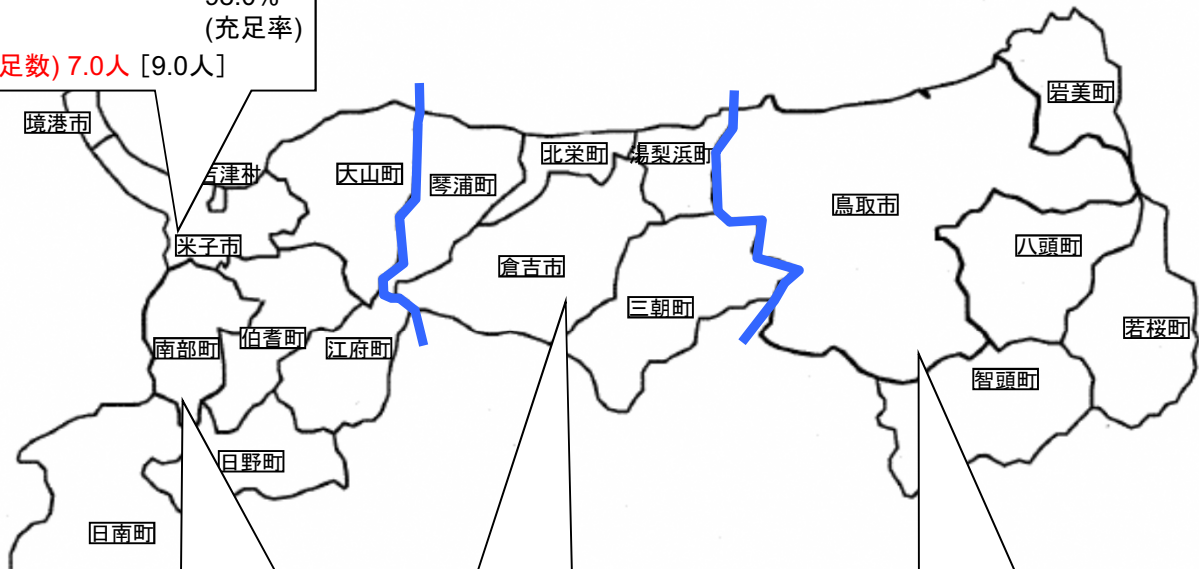 (充足率)
足数) 7.0人 [9.0人]
岩美町
境港市
北栄町
湯梨浜町
吉津村
大山町
琴浦町
鳥取市
米子市
八頭町
倉吉市
三朝町
若桜町
伯耆町
南部町
江府町
智頭町
日野町
日南町